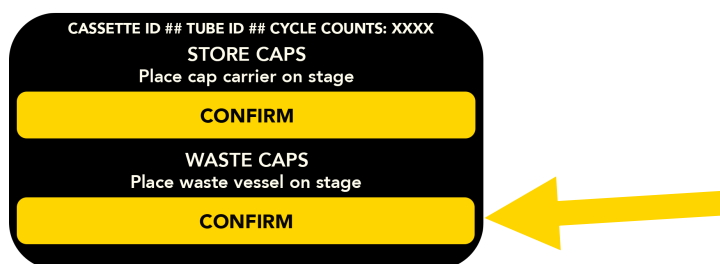 CASSETTE ID ## TUBE ID ## CYCLE COUNTS: XXXX
STORE CAPS
Place cap carrier on stage
CONFIRM
WASTE CAPS
Place waste vessel on stage
CONFIRM